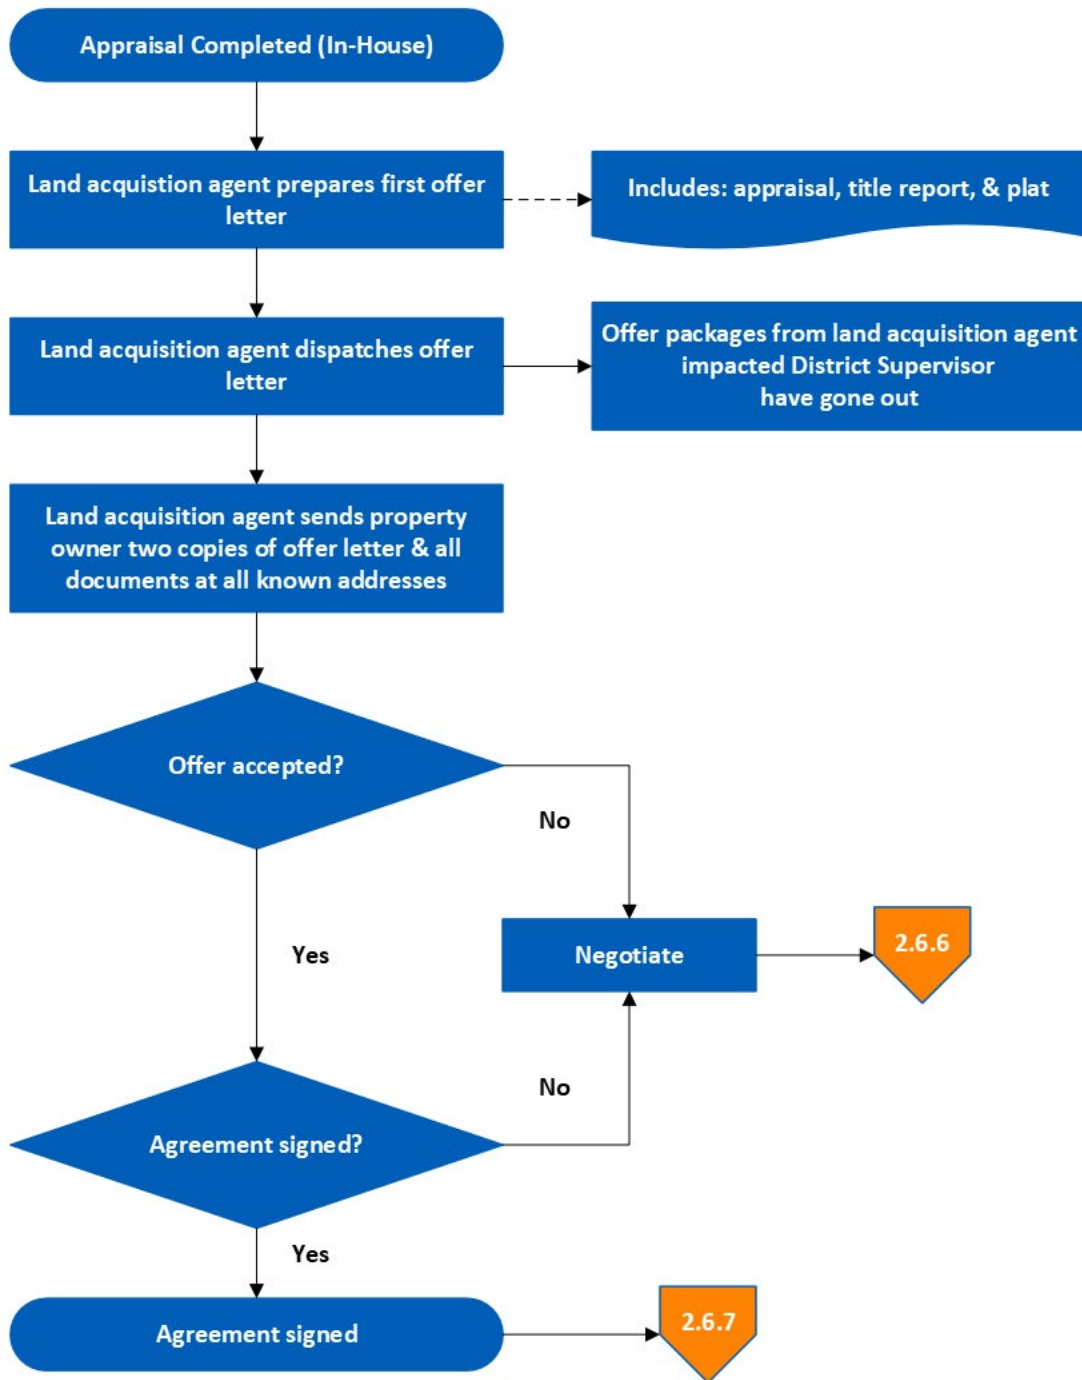 Appraisal Completed (In-House)
Land acquistion agent prepares first offer
letter
Includes: appraisal, title report, & plat
Land acquisition agent dispatches offer
letter
Offer packages from land acquisition agent
impacted District Supervisor
have gone out
Land acquisition agent sends property
owner two copies of offer letter & all
documents at all known addresses
Offer accepted?
No
Yes
Negotiate
2.6.6
No
Agreement signed?
Yes
Agreement signed
2.6.7